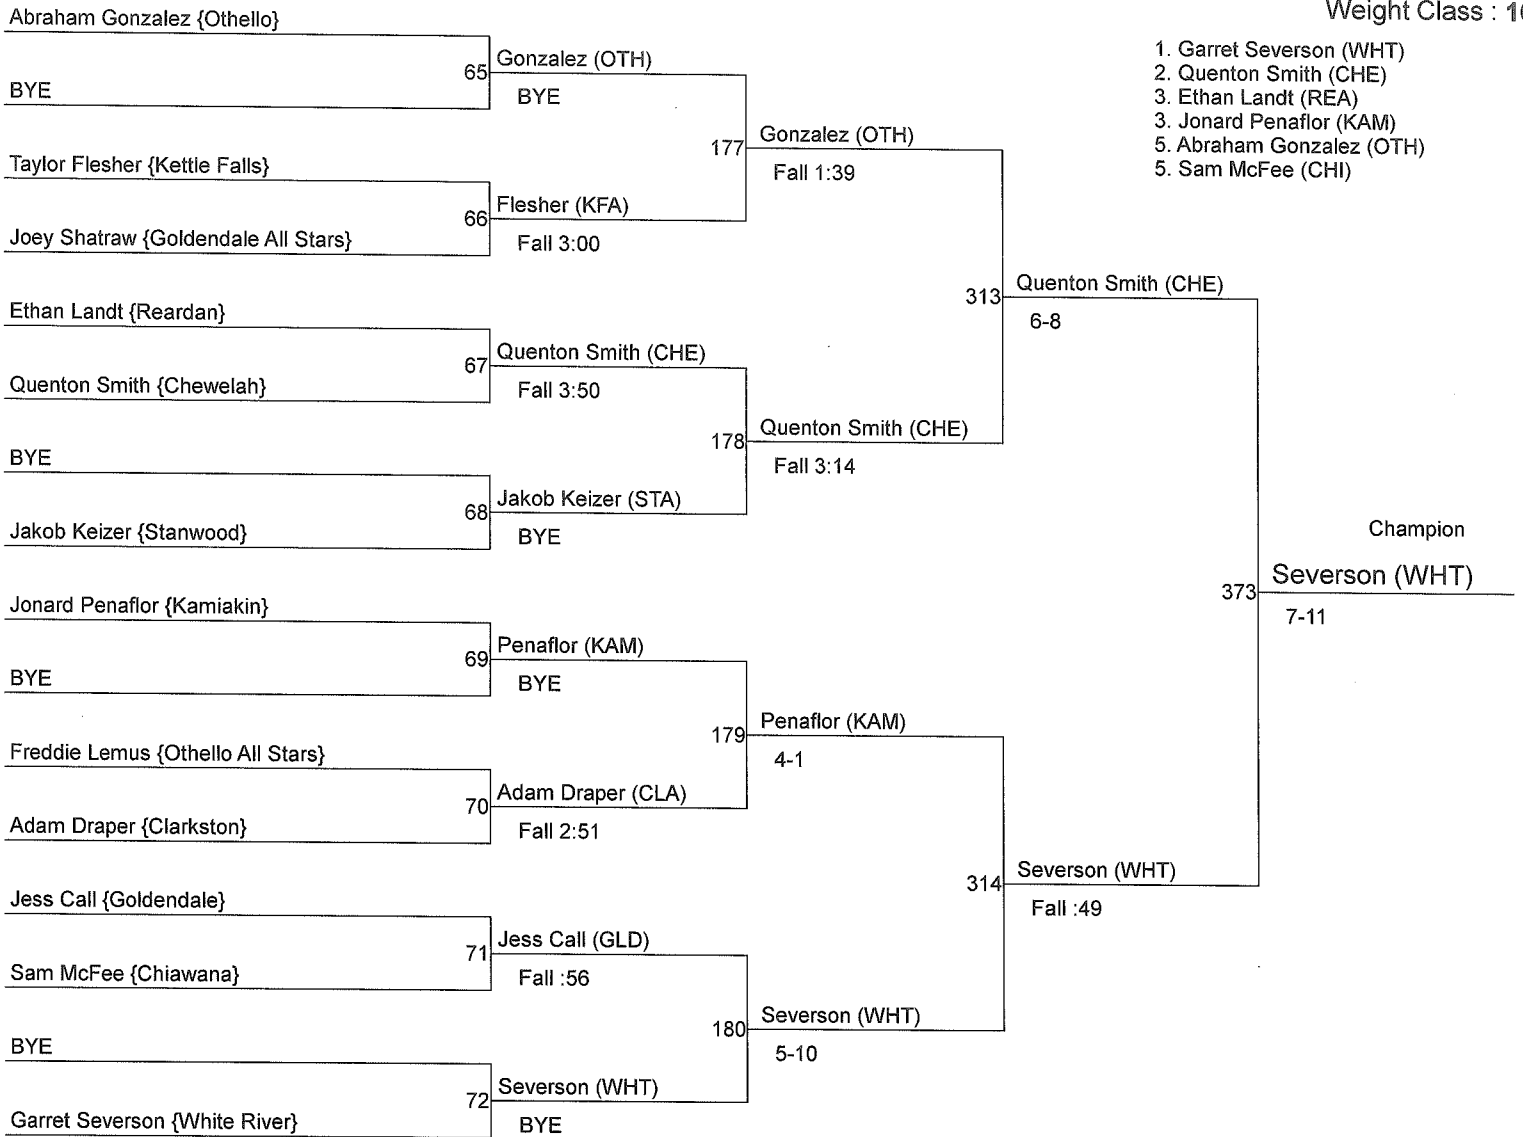 Weight Class :
1. Garret Severson (WHT)
2. Quenton Smith (CHE)
3. Ethan Landt (REA)
3. Jonard Penaflor (KAM)
5. Abraham Gonzalez (OTH)
5. Sam McFee (CHI)
Abraham Gonzalez {Othello}
65
Gonzalez (OTH)
BYE
BYE
177
Gonzalez (OTH)
Fall 1:39
Taylor Flesher {Kettle Falls}
66
Flesher (KFA)
Fall 3:00
Joey Shatraw {Goldendale All Stars}
313
Quenton Smith (CHE)
6-8
Ethan Landt {Reardan}
67
Quenton Smith (CHE)
Fall 3:50
Quenton Smith {Chewelah}
178
Quenton Smith (CHE)
Fall 3:14
BYE
68
Jakob Keizer (STA)
BYE
Jakob Keizer {Stanwood}
Champion
373
Severson (WHT)
7-11
Jonard Penaflor {Kamiakin}
69
Penaflor (KAM)
BYE
BYE
179
Penaflor (KAM)
4-1
Freddie Lemus {Othello All Stars}
70
Adam Draper (CLA)
Fall 2:51
Adam Draper {Clarkston}
314
Severson (WHT)
Fall :49
Jess Call {Goldendale}
71
Jess Call (GLD)
Fall :56
Sam McFee {Chiawana}
180
Severson (WHT)
5-10
BYE
72
Severson (WHT)
BYE
Garret Severson {White River}